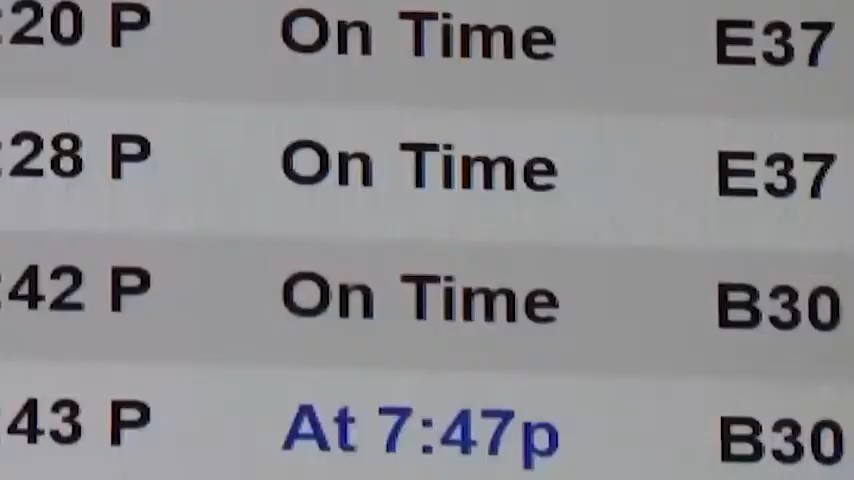 :20 P On Time E37
:28 P On Time E37
:42 P On Time B30
:43 P At 7:47p B30